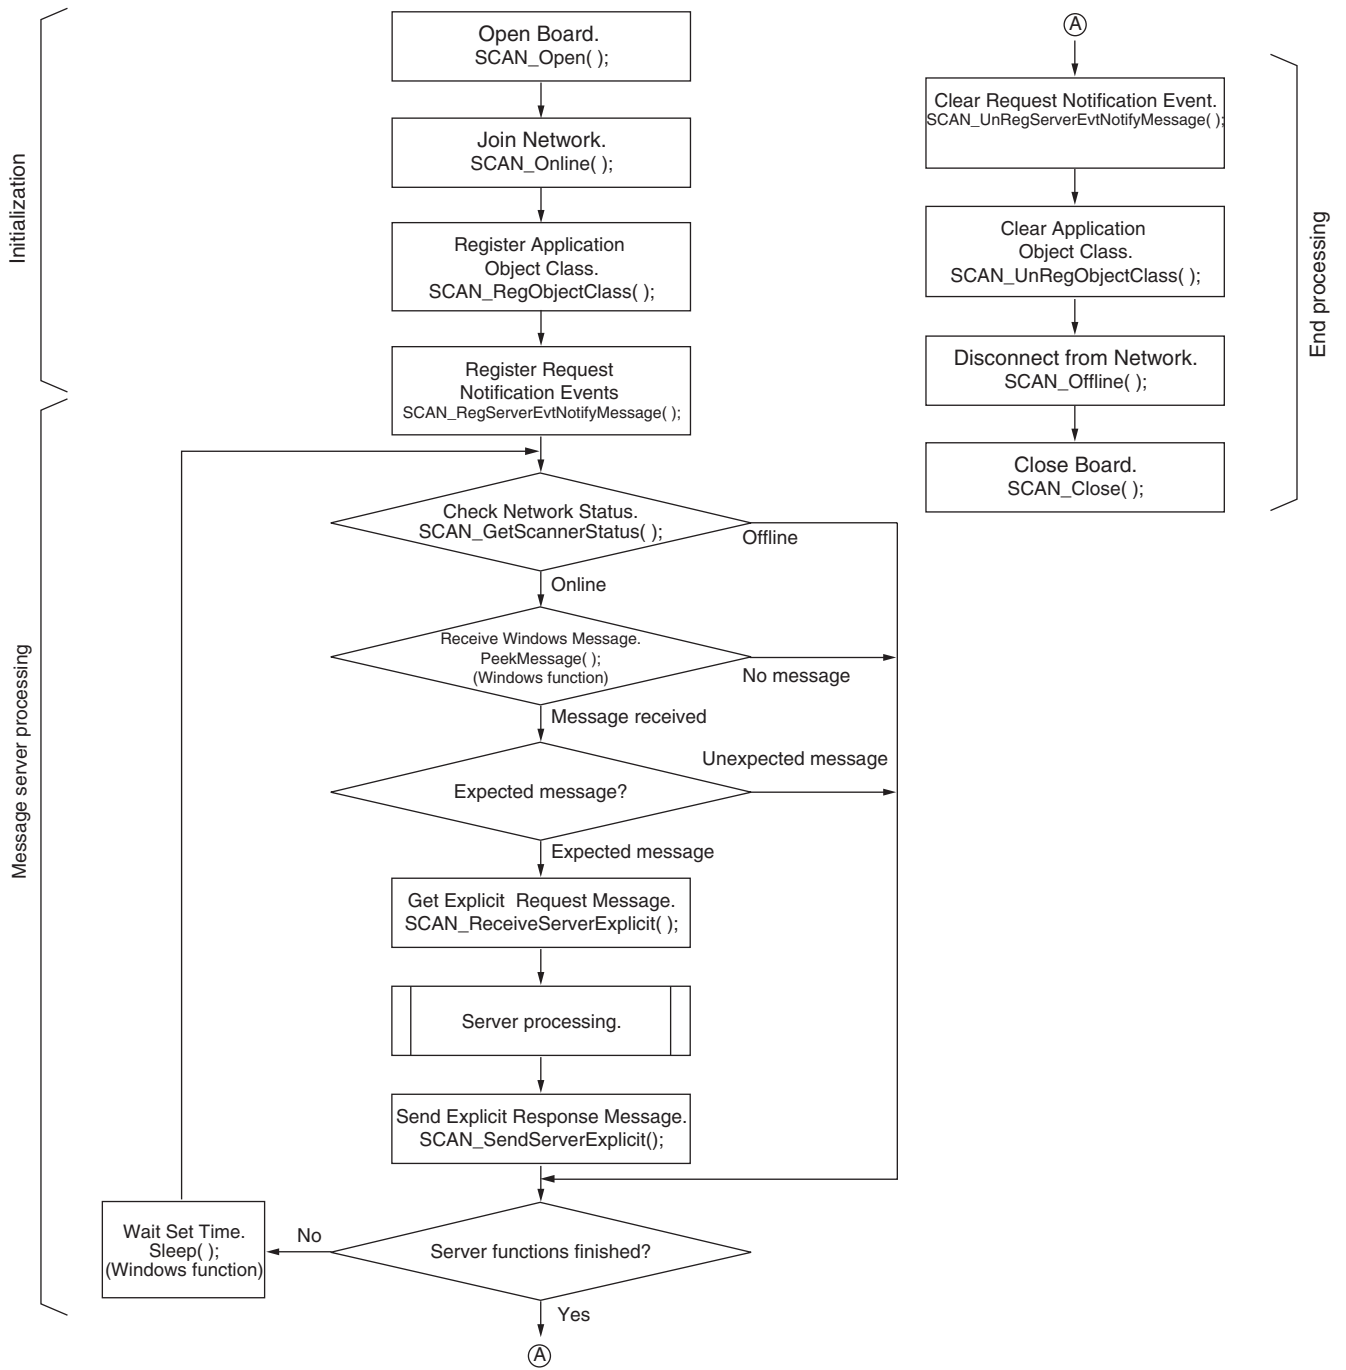 Initialization
Open Board.
SCAN_Open( );
Join Network.
SCAN_Online( );
Register Application
Object Class.
SCAN_RegObjectClass( );
Register Request
Notification Events
SCAN_RegServerEvtNotifyMessage( );
Message server processing
Check Network Status.
SCAN_GetScannerStatus( );
Offline
Online
Receive Windows Message.
PeekMessage( );
(Windows function)
No message
Message received
Unexpected message
Expected message?
Expected message
Get Explicit  Request Message.
SCAN_ReceiveServerExplicit( );
Server processing.
Send Explicit Response Message.
SCAN_SendServerExplicit();
Server functions finished?
No
Wait Set Time.
Sleep( );
(Windows function)
Yes
A
A
Clear Request Notification Event.
SCAN_UnRegServerEvtNotifyMessage( );
Clear Application
Object Class.
SCAN_UnRegObjectClass( );
Disconnect from Network.
SCAN_Offline( );
Close Board.
SCAN_Close( );
End processing